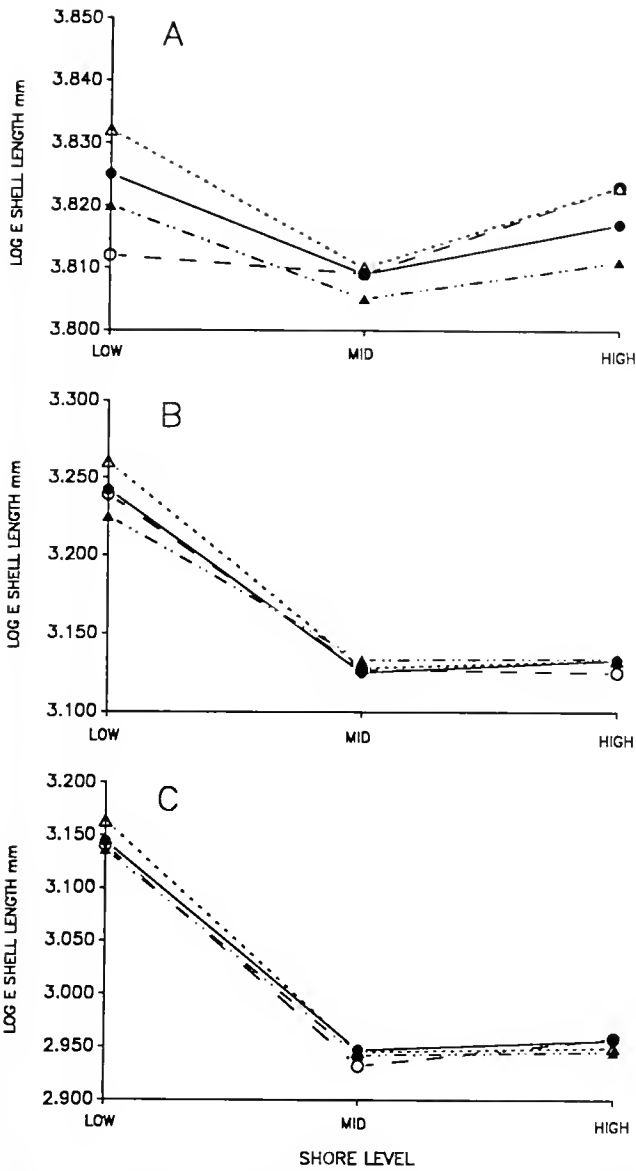 A
LOG E SHELL LENGTH mm
3.850
3.840
3.830
3.820
3.810
3.800
LOW MID HIGH
B
LOG E SHELL LENGTH mm
3.300
3.250
3.200
3.150
3.100
LOW MID HIGH
C
LOG E SHELL LENGTH mm
3.200
3.150
3.100
3.050
3.000
2.950
2.900
LOW MID HIGH
SHORE LEVEL